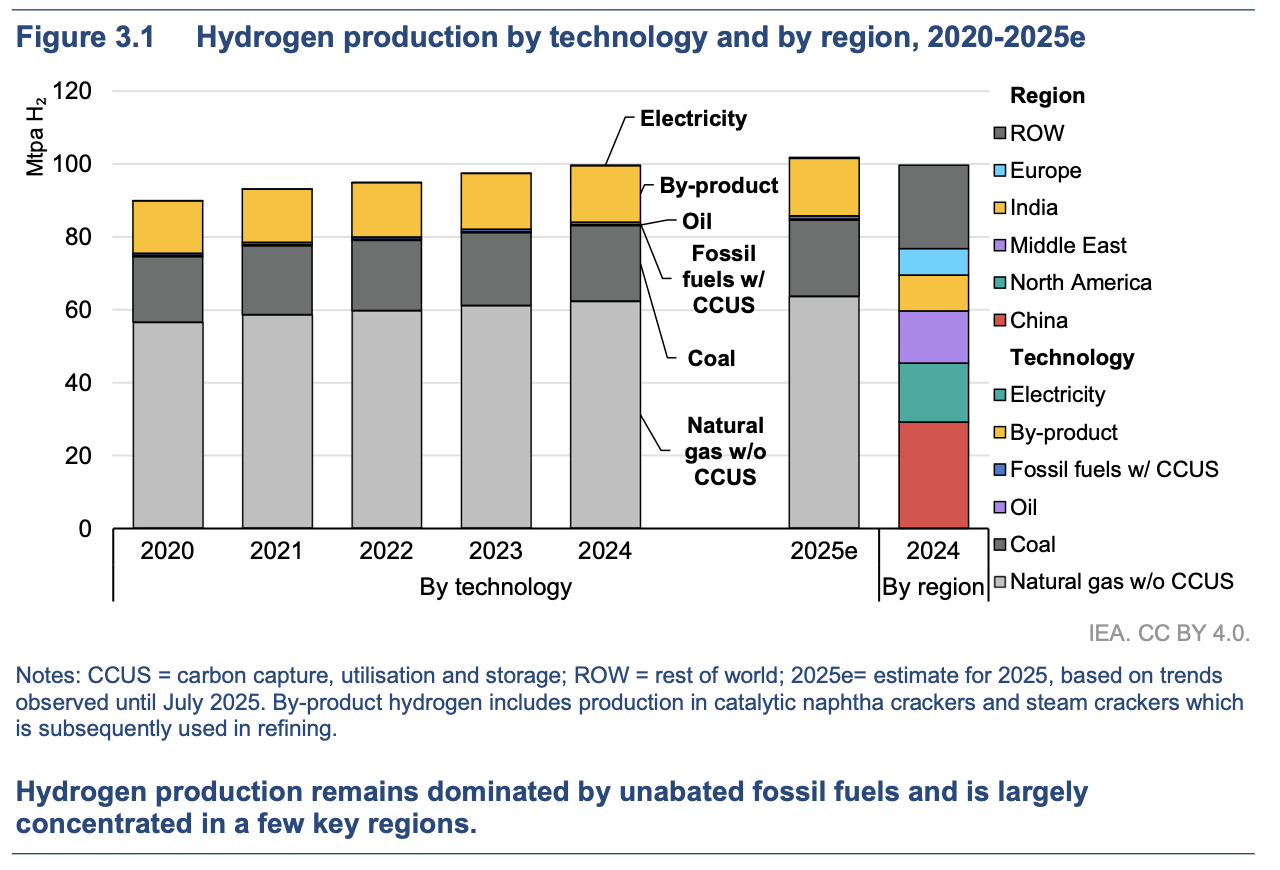 Figure 3.1 Hydrogen production by technology and by region, 2020-2025e
Mtpa H₂
120
100
80
60
40
20
0
Electricity
By-product
Oil
Fossil
fuels w/
CCUS
Coal
Natural
gas w/o
CCUS
2020 2021 2022 2023 2024 2025e 2024
By technology By region
Region
ROW
Europe
India
Middle East
North America
China
Technology
Electricity
By-product
Fossil fuels w/ CCUS
Oil
Coal
Natural gas w/o CCUS
IEA. CC BY 4.0.
Notes: CCUS = carbon capture, utilisation and storage; ROW = rest of world; 2025e= estimate for 2025, based on trends
observed until July 2025. By-product hydrogen includes production in catalytic naphtha crackers and steam crackers which
is subsequently used in refining.
Hydrogen production remains dominated by unabated fossil fuels and is largely
concentrated in a few key regions.